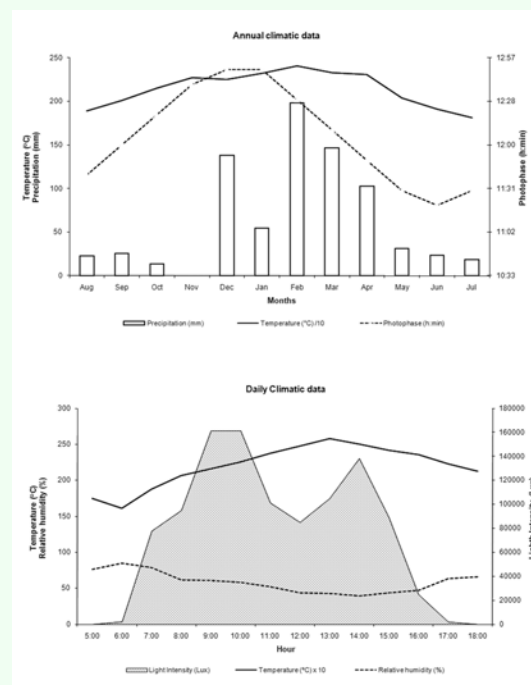 Annual climatic data
250
200
150
100
50
0
Temperature (°C)
Precipitation (mm)
12:57
12:28
12:00
11:31
11:02
10:33
Photophase (h:min)
Aug Sep Oct Nov Dec Jan Feb Mar Apr May Jun Jul
Months
Precipitation (mm) Temperature (°C) /10 Photophase (h:min)
Daily Climatic data
300
250
200
150
100
50
0
Temperature (°C)
Relative humidity (%)
180000
160000
140000
120000
100000
80000
60000
40000
20000
0
5:00 6:00 7:00 8:00 9:00 10:00 11:00 12:00 13:00 14:00 15:00 16:00 17:00 18:00
Hour
Light Intensity (Lux) Temperature (°C) x 10 Relative humidity (%)